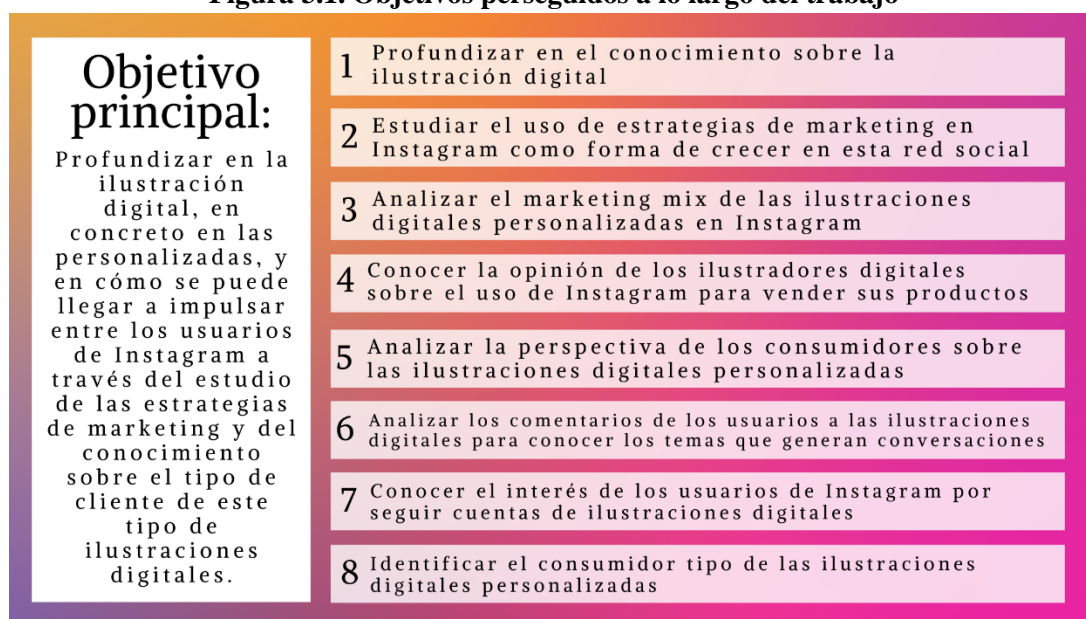 Figura 3.1. Objetivos perseguidos a lo largo del trabajo
Objetivo
principal:
Profundizar en la
ilustración
digital, en
concreto en las
personalizadas, y
en cómo se puede
llegar a impulsar
entre los usuarios
de Instagram a
través del estudio
de las estrategias
de marketing y del
conocimiento
sobre el tipo de
cliente de este
tipo de
ilustraciones
digitales.
1 Profundizar en el conocimiento sobre la
ilustración digital
2 Estudiar el uso de estrategias de marketing en
Instagram como forma de crecer en esta red social
3 Analizar el marketing mix de las ilustraciones
digitales personalizadas en Instagram
4 Conocer la opinión de los ilustradores digitales
sobre el uso de Instagram para vender sus productos
5 Analizar la perspectiva de los consumidores sobre
las ilustraciones digitales personalizadas
6 Analizar los comentarios de los usuarios a las ilustraciones
digitales para conocer los temas que generan conversaciones
7 Conocer el interés de los usuarios de Instagram por
seguir cuentas de ilustraciones digitales
8 Identificar el consumidor tipo de las ilustraciones
digitales personalizadas